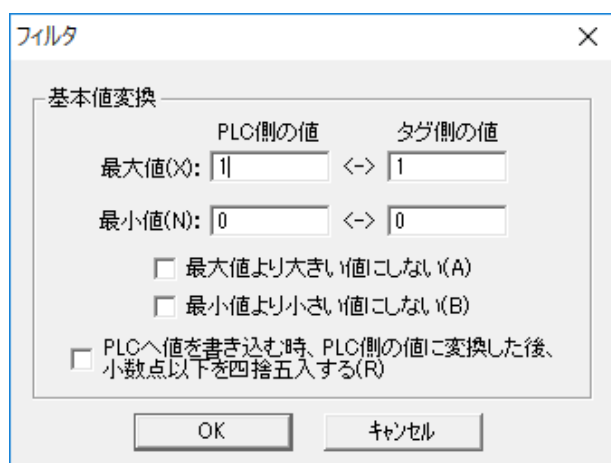 フィルタ
基本値変換
PLC側の値 タグ側の値
最大値(X): 1 <-> 1
最小値(N): 0 <-> 0
最大値より大きい値にしない(A)
最小値より小さい値にしない(B)
PLCへ値を書き込む時、PLC側の値に変換した後、
小数点以下を四捨五入する(R)
OK キャンセル